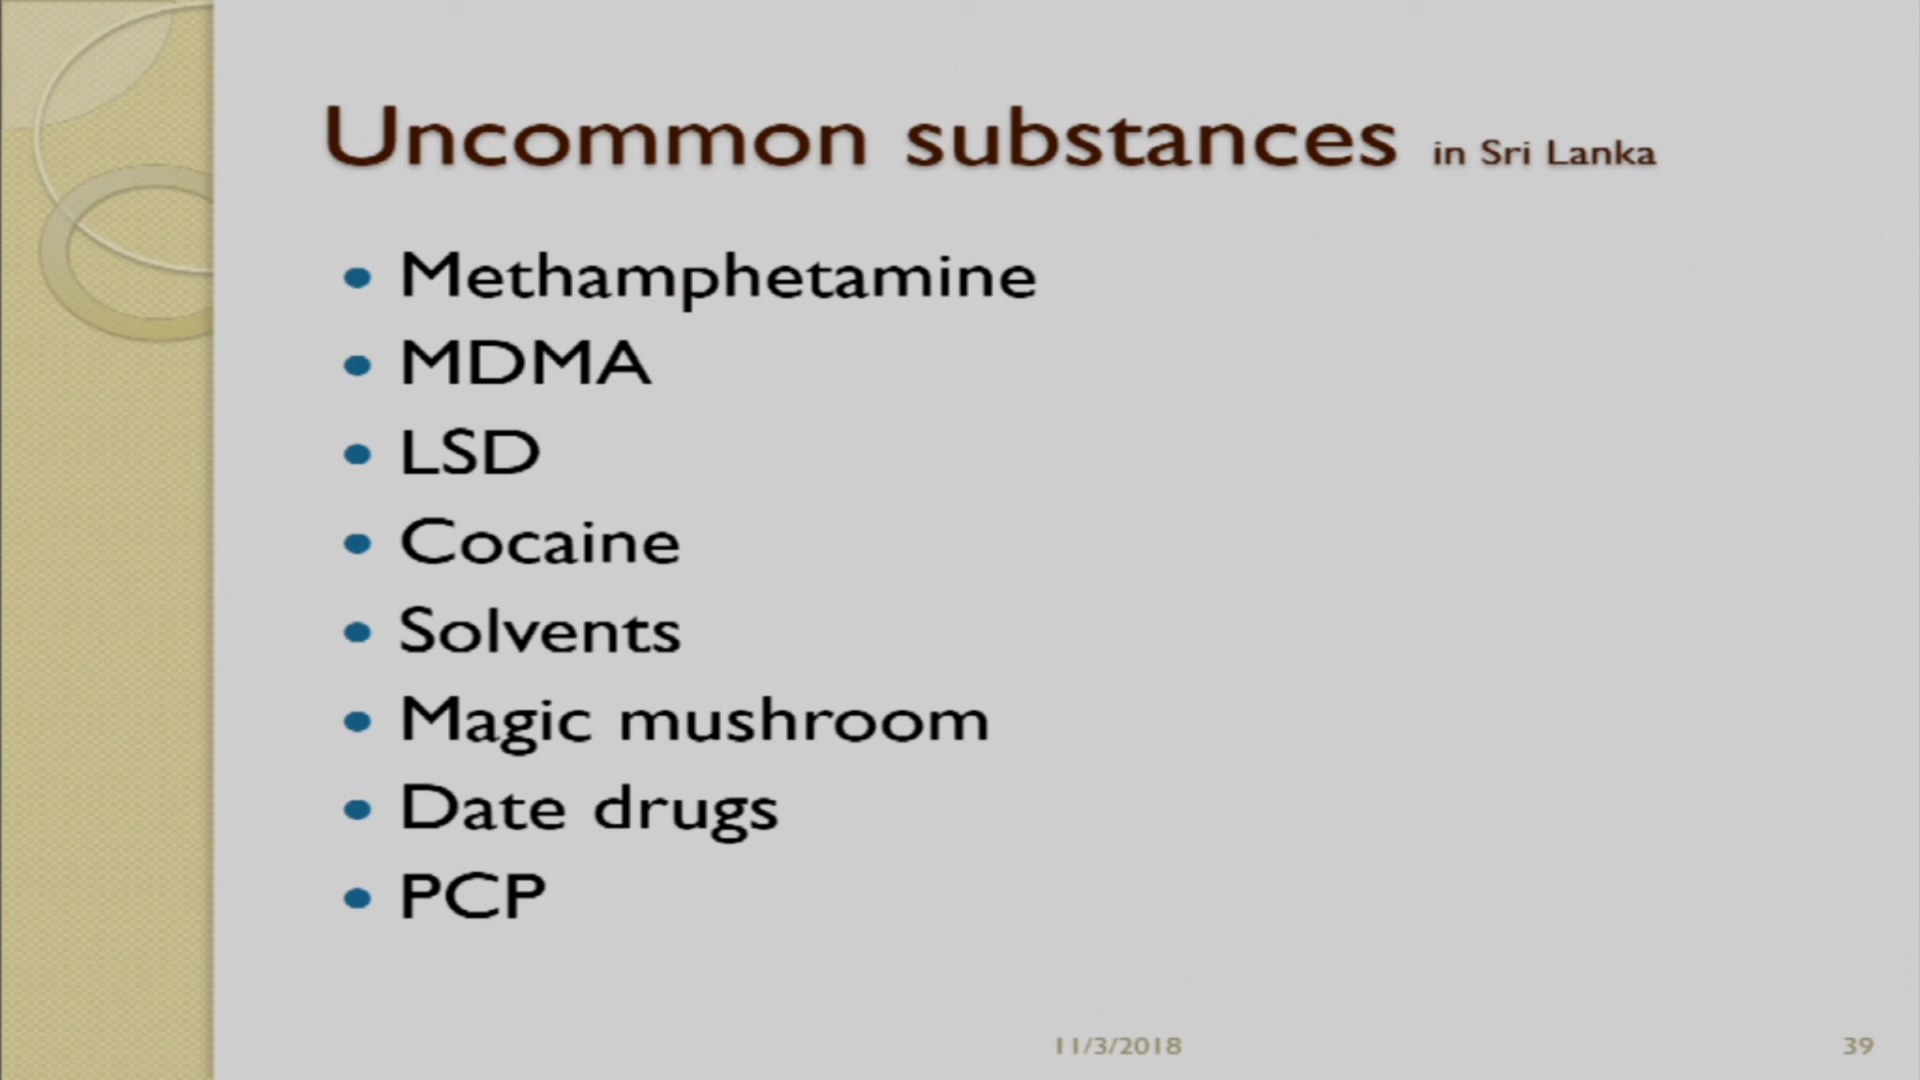 Uncommon substances in Sri Lanka
• Methamphetamine
• MDMA
• LSD
• Cocaine
• Solvents
• Magic mushroom
• Date drugs
• PCP
11/3/2018
39